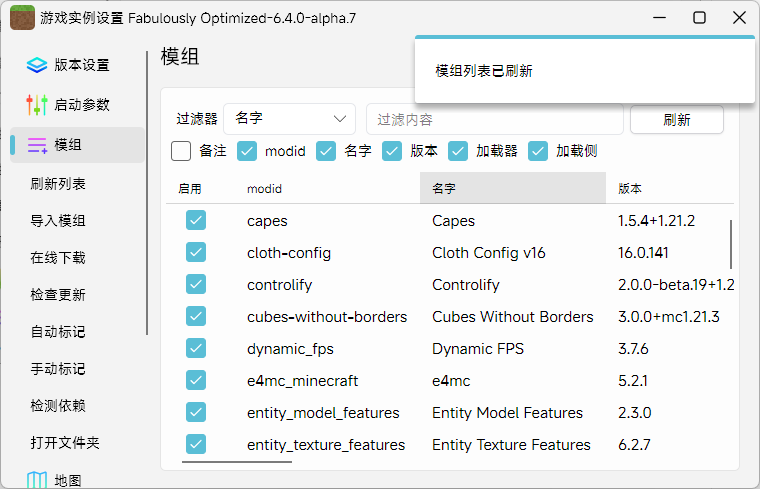 游戏实例设置 Fabulously Optimized-6.4.0-alpha.7
模组列表已刷新
版本设置
启动参数
模组
刷新列表
导入模组
在线下载
检查更新
自动标记
手动标记
检测依赖
打开文件夹
地图
模组
过滤器 名字 过滤内容 刷新
备注 modid 名字 版本 加载器 加载侧
启用 modid 名字 版本
capes Capes 1.5.4+1.21.2
cloth-config Cloth Config v16 16.0.141
controlify Controlify 2.0.0-beta.19+1.2
cubes-without-borders Cubes Without Borders 3.0.0+mc1.21.3
dynamic_fps Dynamic FPS 3.7.6
e4mc_minecraft e4mc 5.2.1
entity_model_features Entity Model Features 2.3.0
entity_texture_features Entity Texture Features 6.2.7